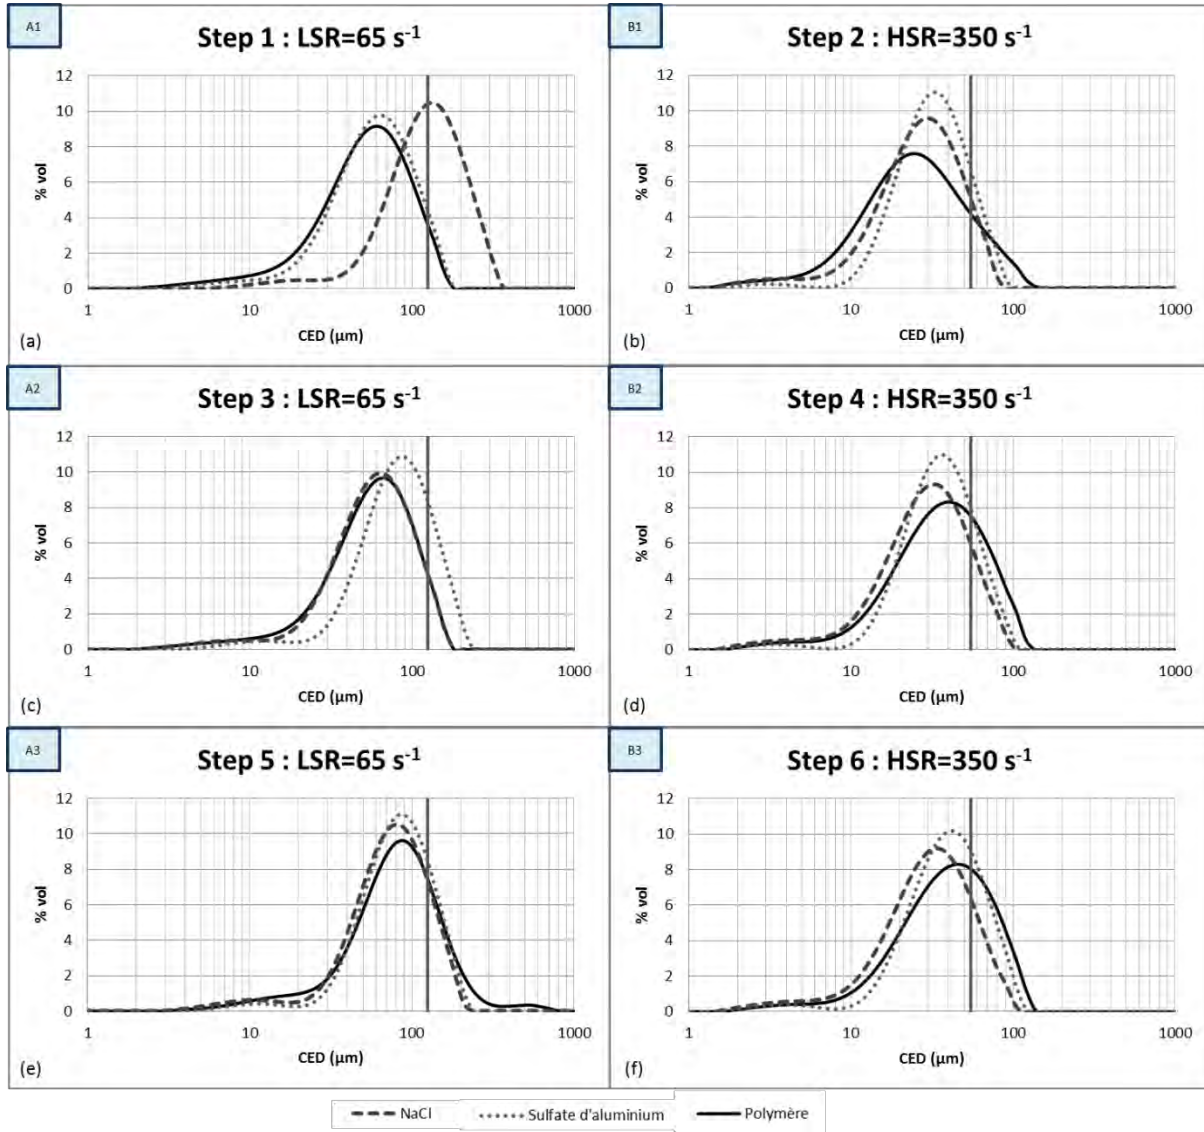 A1
Step 1 : LSR=65 s-1
12
10
8
6
4
2
0
% vol
1 10 100 1000
CED (µm)
(a)
B1
Step 2 : HSR=350 s-1
12
10
8
6
4
2
0
% vol
1 10 100 1000
CED (µm)
(b)
A2
Step 3 : LSR=65 s-1
12
10
8
6
4
2
0
% vol
1 10 100 1000
CED (µm)
(c)
B2
Step 4 : HSR=350 s-1
12
10
8
6
4
2
0
% vol
1 10 100 1000
CED (µm)
(d)
A3
Step 5 : LSR=65 s-1
12
10
8
6
4
2
0
% vol
1 10 100 1000
CED (µm)
(e)
B3
Step 6 : HSR=350 s-1
12
10
8
6
4
2
0
% vol
1 10 100 1000
CED (µm)
(f)
NaCl Sulfate d'aluminium Polymère